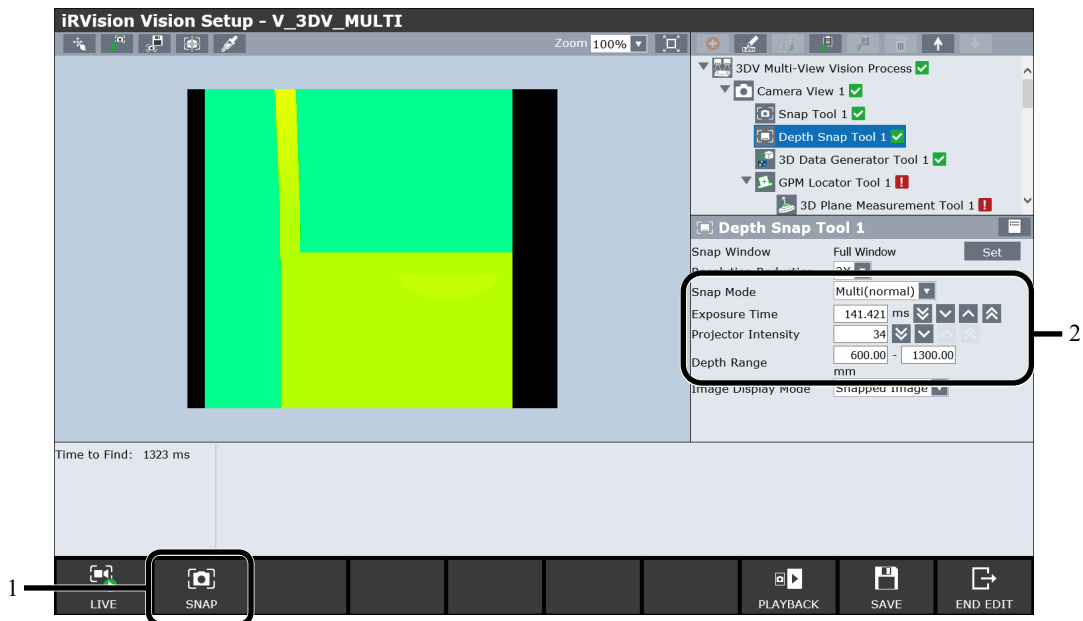 iRVision Vision Setup - V_3DV_MULTI
Zoom 100%
3DV Multi-View Vision Process
Camera View 1
Snap Tool 1
Depth Snap Tool 1
3D Data Generator Tool 1
GPM Locator Tool 1
3D Plane Measurement Tool 1
Depth Snap Tool 1
Snap Window Full Window Set
Resolution Reduction 2X
Snap Mode Multi(normal)
Exposure Time 141.421 ms
Projector Intensity 34
Depth Range 600.00 - 1300.00
mm
Image Display Mode Snapped Image
2
Time to Find: 1323 ms
1
LIVE SNAP PLAYBACK SAVE END EDIT